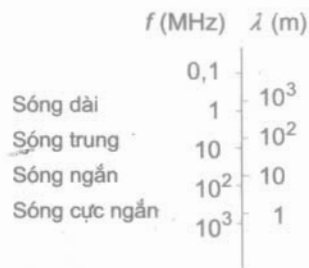 f (MHz) λ (m)
0,1
10³
Sóng dài
1
10²
Sóng trung
10
Sóng ngắn
10² 10
Sóng cực ngắn
10³ 1